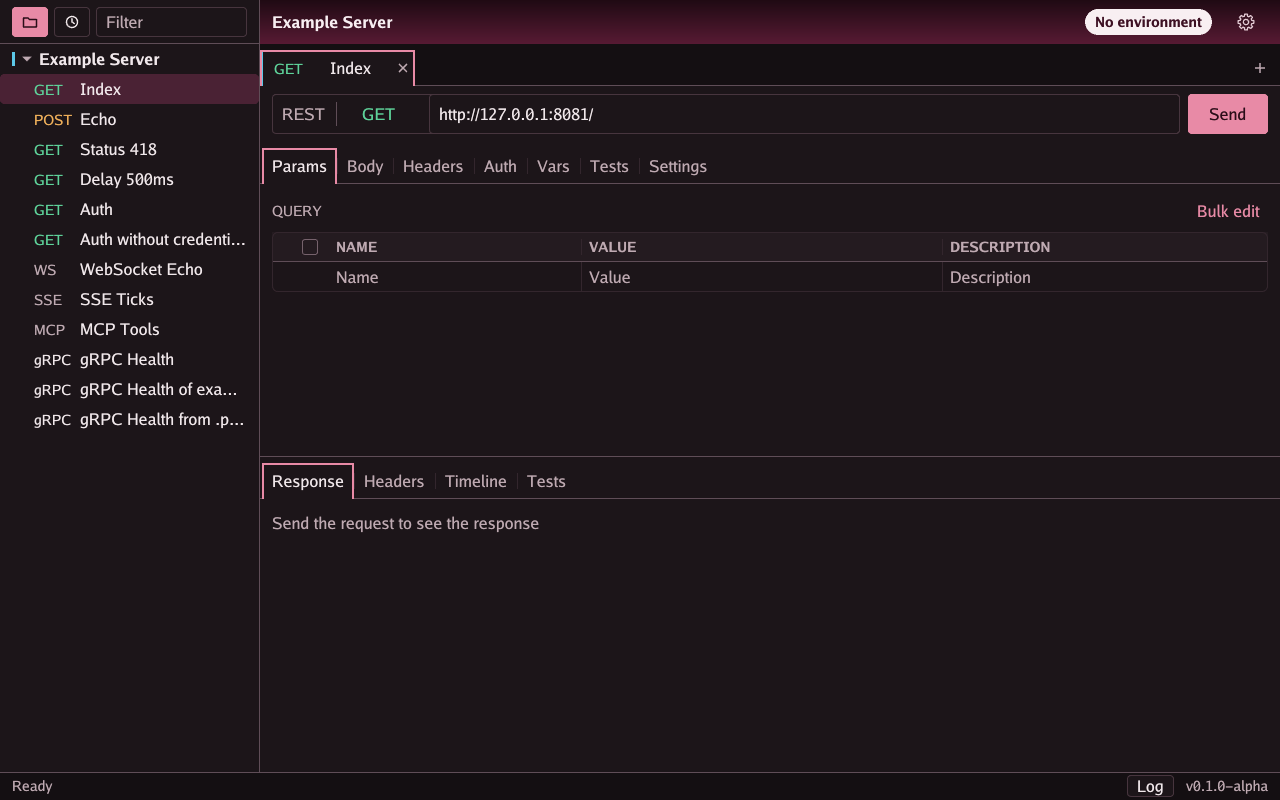 Filter
Example Server
No environment
Example Server
GET Index
POST Echo
GET Status 418
GET Delay 500ms
GET Auth
GET Auth without credenti...
WS WebSocket Echo
SSE SSE Ticks
MCP MCP Tools
gRPC gRPC Health
gRPC gRPC Health of exa...
gRPC gRPC Health from .p...
GET Index × +
REST GET http://127.0.0.1:8081/ Send
Params Body Headers Auth Vars Tests Settings
QUERY Bulk edit
NAME VALUE DESCRIPTION
Name Value Description
Response Headers Timeline Tests
Send the request to see the response
Ready Log v0.1.0-alpha